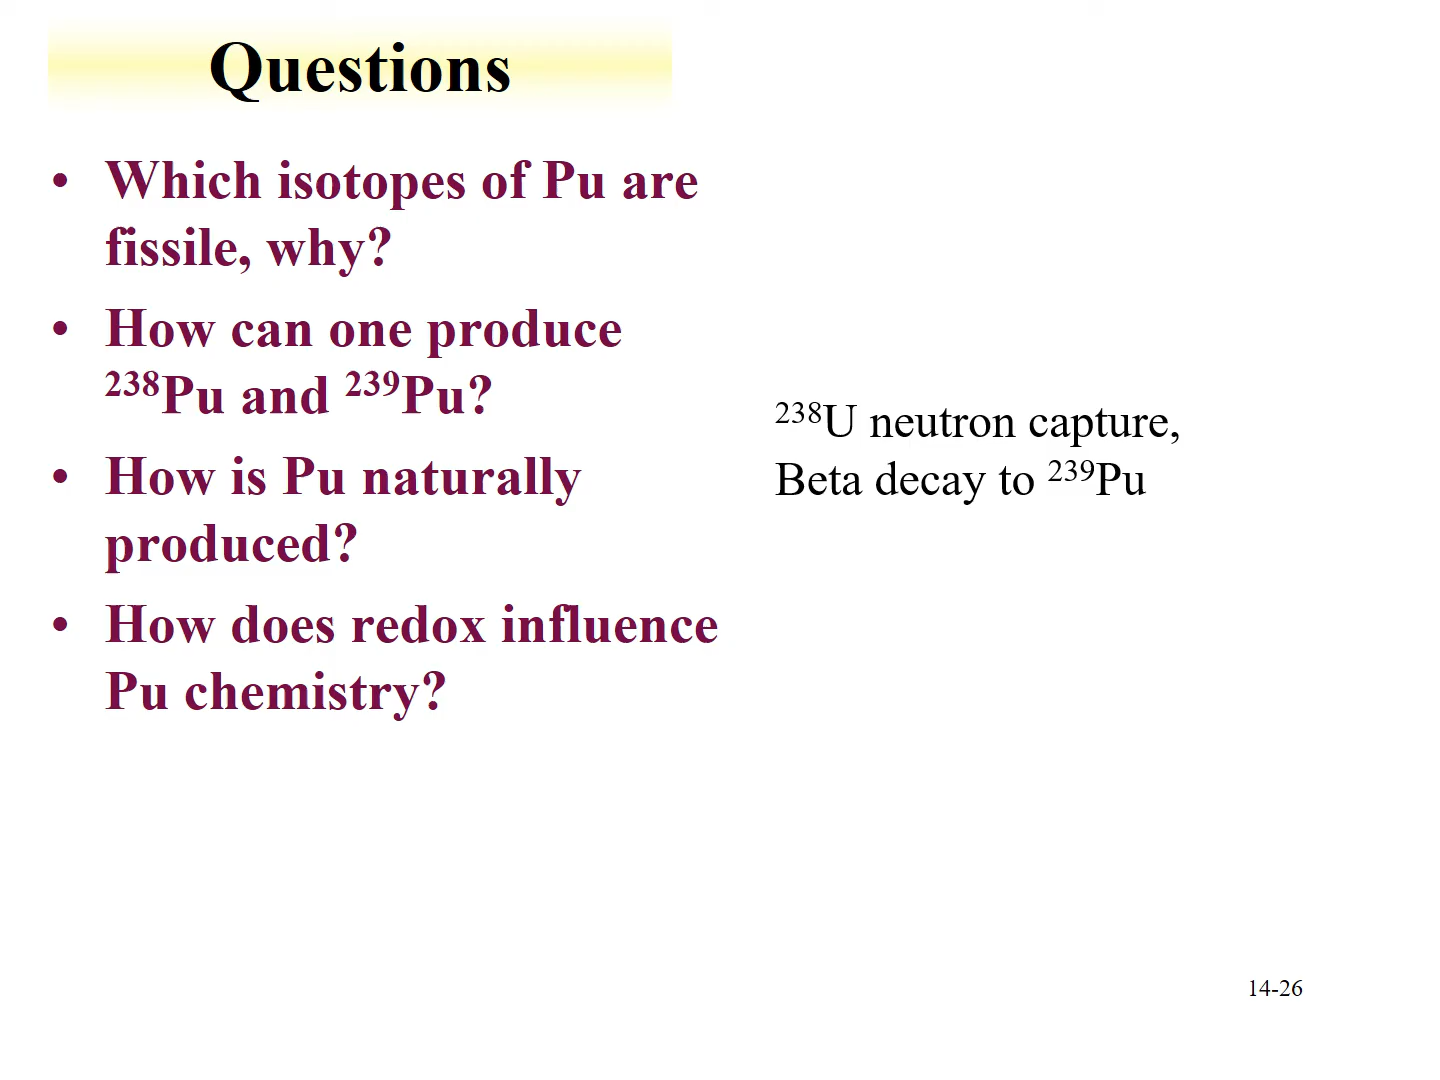 Questions
• Which isotopes of Pu are
fissile, why?
• How can one produce
²³⁸Pu and ²³⁹Pu?
• How is Pu naturally
produced?
• How does redox influence
Pu chemistry?
²³⁸U neutron capture,
Beta decay to ²³⁹Pu
14-26